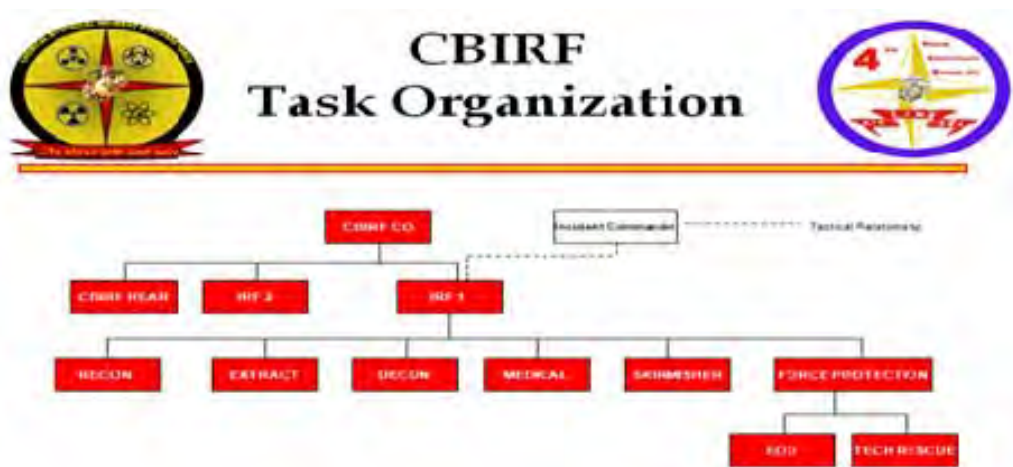 CBIRF
Task Organization
4TH
CBIRF CO
Incident Commander
Tactical Relationship
CBIRF REAR
IRF 2
IRF 1
RECON
EXTRACT
DECON
MEDICAL
SKIRMISHER
FORCE PROTECTION
EOD
TECH RESCUE